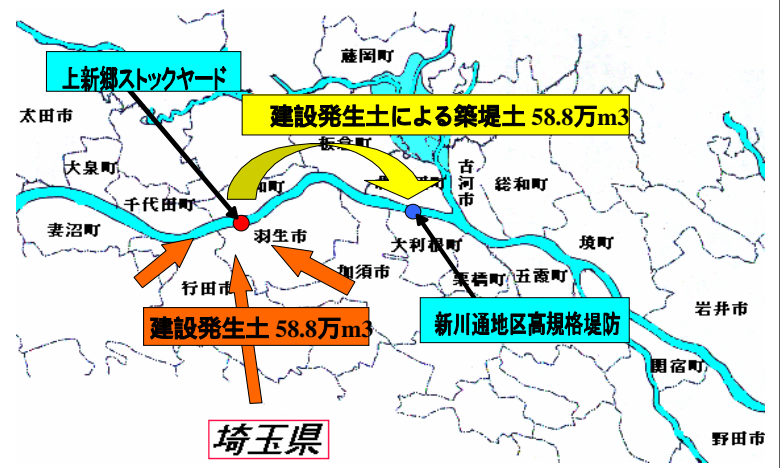 藤岡町
上新郷ストックヤード
太田市
建設発生土による築堤土 58.8万m3
板倉町
大泉町
古河市
総和町
千代田町
和町
妻沼町
羽生市
大利根町
境町
加須市
栗橋町
五霞町
行田市
岩井市
建設発生土 58.8万m3
新川通地区高規格堤防
関宿町
埼玉県
野田市